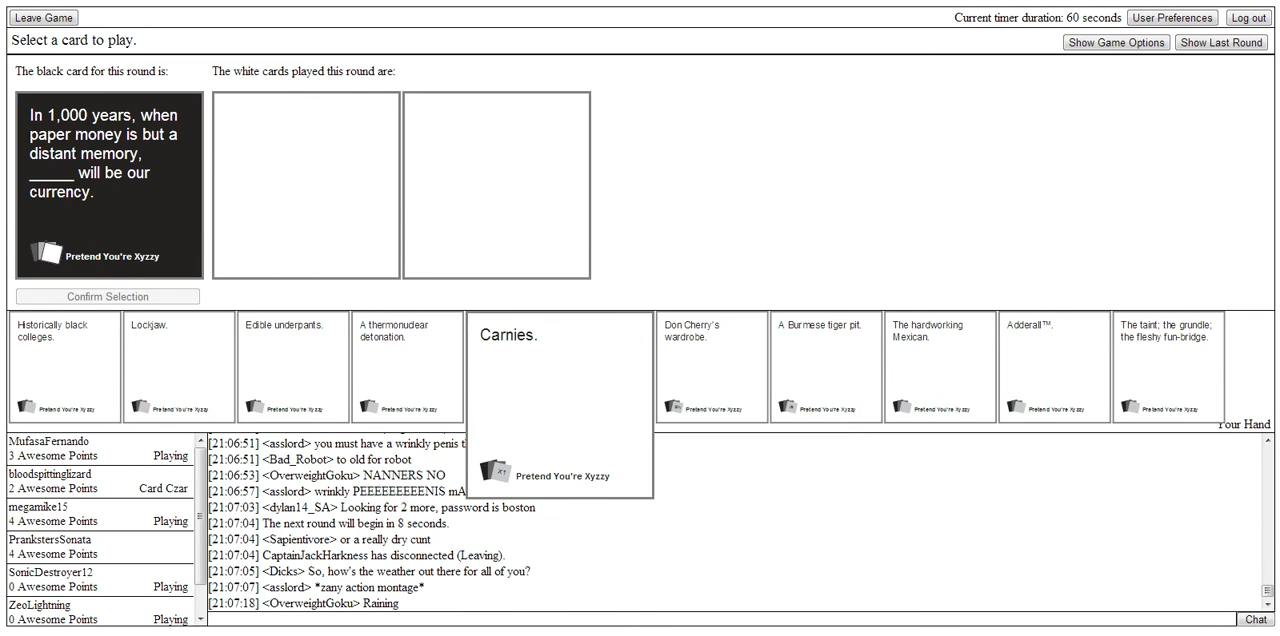 Leave Game
Current timer duration: 60 seconds User Preferences Log out
Select a card to play.
Show Game Options Show Last Round
The black card for this round is:
The white cards played this round are:
In 1,000 years, when
paper money is but a
distant memory,
_____ will be our
currency.
Pretend You're Xyzzy
Confirm Selection
Historically black
colleges.
Pretend You're Xyzzy
Lockjaw.
Pretend You're Xyzzy
Edible underpants.
Pretend You're Xyzzy
A thermonuclear
detonation.
Pretend You're Xyzzy
Carnies.
X1
Pretend You're Xyzzy
Don Cherry's
wardrobe.
Pretend You're Xyzzy
A Burmese tiger pit.
Pretend You're Xyzzy
The hardworking
Mexican.
Pretend You're Xyzzy
Adderall™.
Pretend You're Xyzzy
The taint; the grundle;
the fleshy fun-bridge.
Pretend You're Xyzzy
Your Hand
MufasaFernando
3 Awesome Points Playing
bloodspittinglizard
2 Awesome Points Card Czar
megamike15
4 Awesome Points Playing
PrankstersSonata
4 Awesome Points
SonicDestroyer12
0 Awesome Points Playing
ZeoLightning
0 Awesome Points Playing
[21:06:51] <asslord> you must have a wrinkly penis
[21:06:51] <Bad_Robot> to old for robot
[21:06:53] <OverweightGoku> NANNERS NO
[21:06:57] <asslord> wrinkly PEEEEEEEEENIS
[21:07:03] <dylan14_SA> Looking for 2 more, password is boston
[21:07:04] The next round will begin in 8 seconds.
[21:07:04] <Sapientivore> or a really dry cunt
[21:07:04] CaptainJackHarkness has disconnected (Leaving).
[21:07:05] <Dicks> So, how's the weather out there for all of you?
[21:07:07] <asslord> *zany action montage*
[21:07:18] <OverweightGoku> Raining
Chat